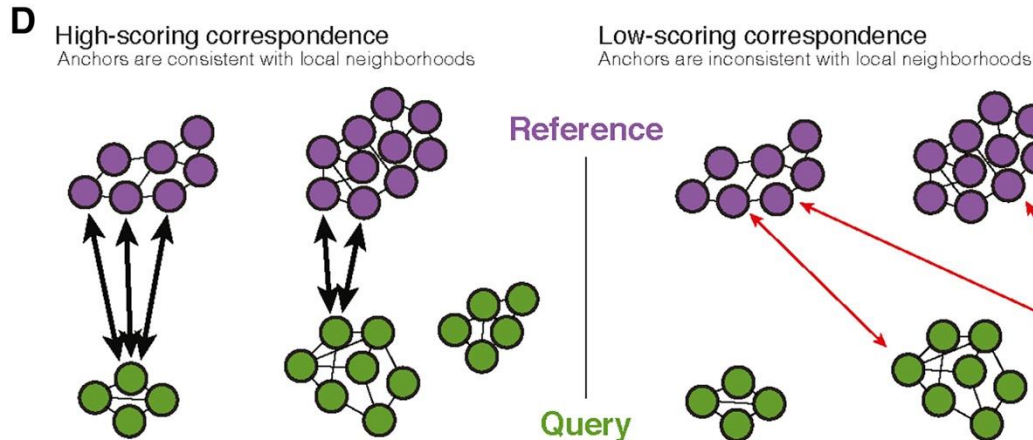 D
High-scoring correspondence
Anchors are consistent with local neighborhoods
Low-scoring correspondence
Anchors are inconsistent with local neighborhoods
Reference
Query